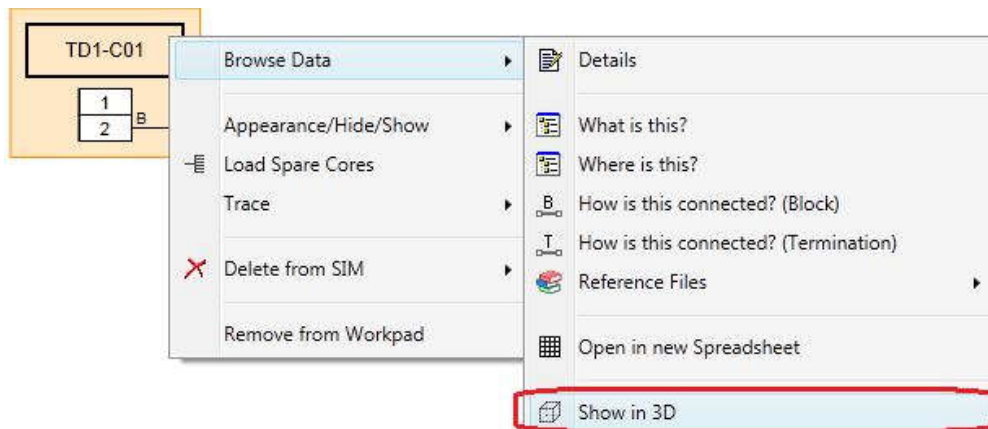 TD1-C01
1
2
B
Browse Data
Appearance/Hide/Show
Load Spare Cores
Trace
Delete from SIM
Remove from Workpad
Details
What is this?
Where is this?
B
How is this connected? (Block)
T
How is this connected? (Termination)
Reference Files
Open in new Spreadsheet
Show in 3D